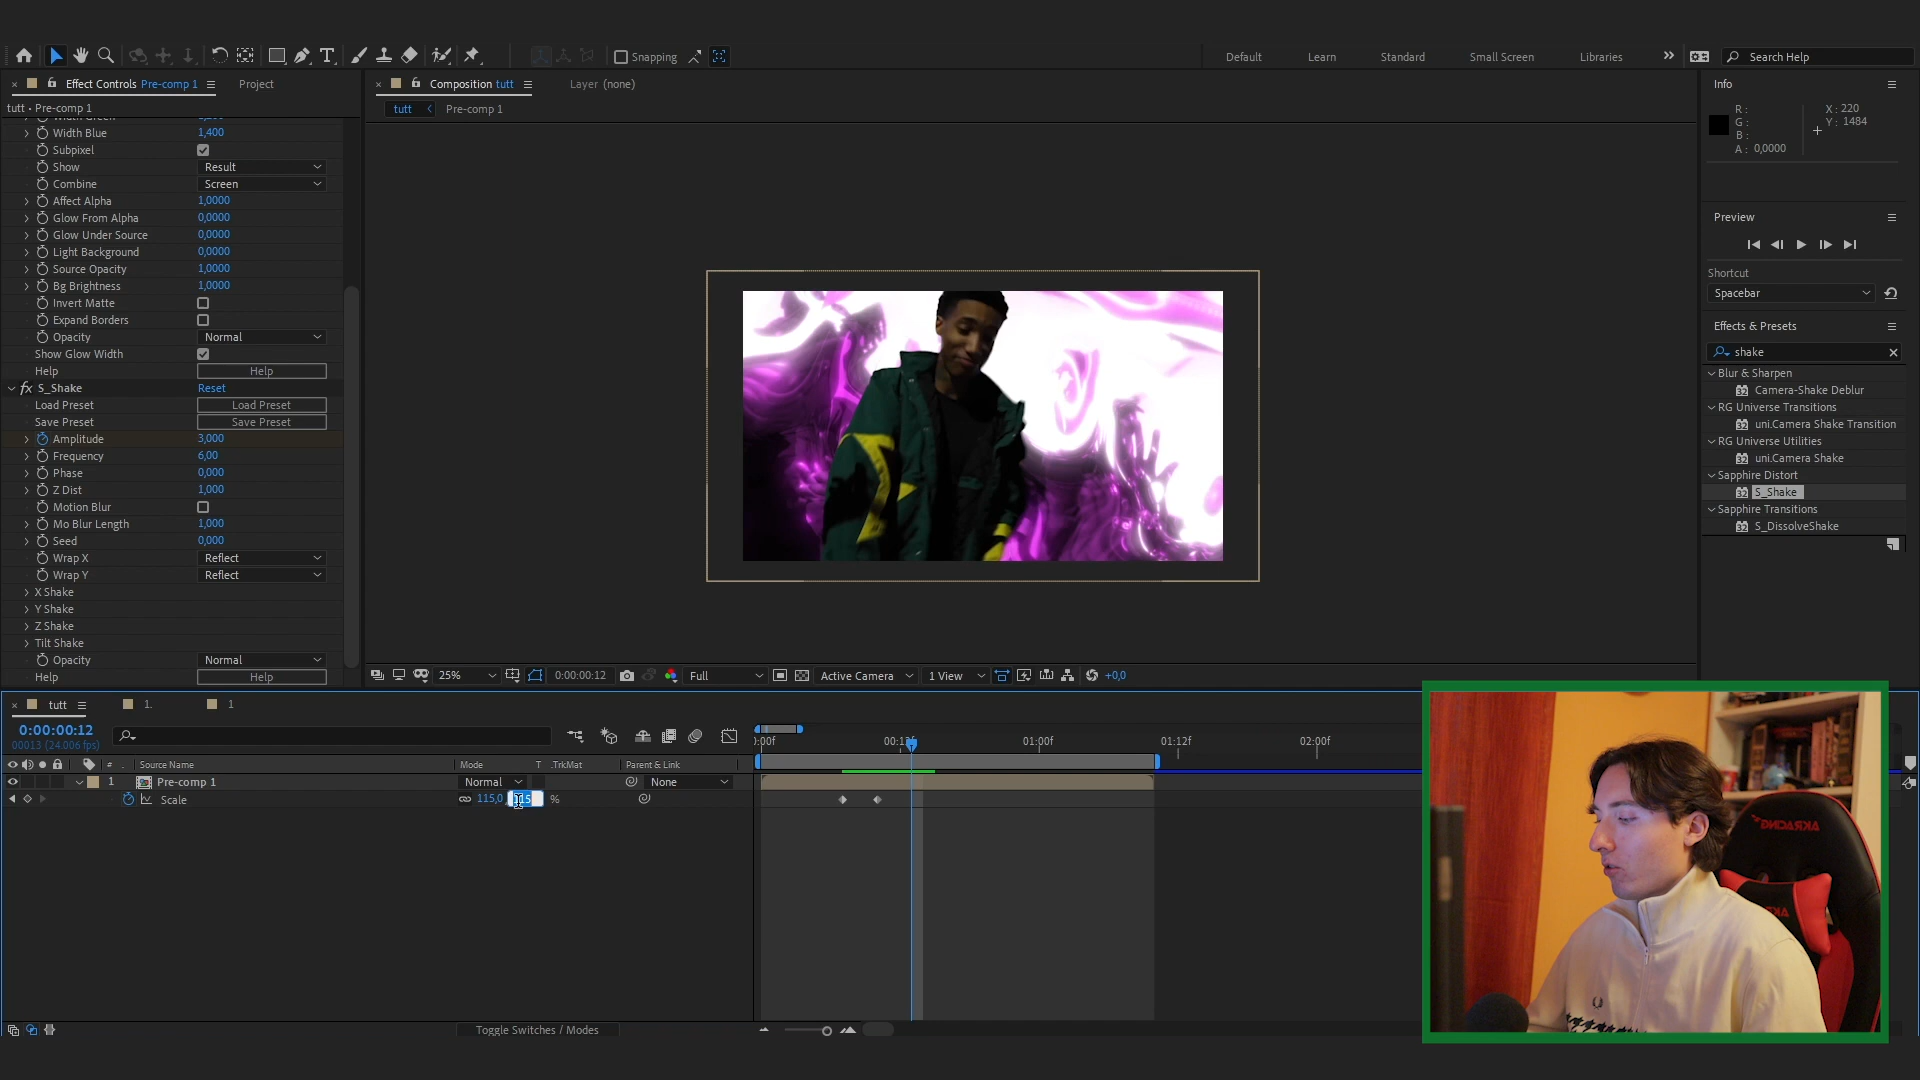 Snapping
Default
Learn
Standard
Small Screen
Libraries
Search Help
Effect Controls Pre-comp 1
Project
Composition tutt
Layer (none)
Info
tutt • Pre-comp 1
tutt
Pre-comp 1
R :
G :
B :
A : 0,0000
X : 220
Y : 1484
Width Blue 1,400
Subpixel
Show Result
Combine Screen
Affect Alpha 1,0000
Glow From Alpha 0,0000
Glow Under Source 0,0000
Light Background 0,0000
Source Opacity 1,0000
Bg Brightness 1,0000
Invert Matte
Expand Borders
Opacity Normal
Show Glow Width
Help Help
fx S_Shake Reset
Load Preset Load Preset
Save Preset Save Preset
Amplitude 3,000
Frequency 6,00
Phase 0,000
Z Dist 1,000
Motion Blur
Mo Blur Length 1,000
Seed 0,000
Wrap X Reflect
Wrap Y Reflect
X Shake
Y Shake
Z Shake
Tilt Shake
Opacity Normal
Help Help
Preview
Shortcut
Spacebar
Effects & Presets
shake
Blur & Sharpen
Camera-Shake Deblur
RG Universe Transitions
uni.Camera Shake Transition
RG Universe Utilities
uni.Camera Shake
Sapphire Distort
S_Shake
Sapphire Transitions
S_DissolveShake
25%
0:00:00:12
Full
Active Camera
1 View
+0,0
tutt
1.
1
0:00:00:12
00013 (24.006 fps)
01:00f
01:12f
02:00f
# . Source Name Mode T .TrkMat Parent & Link
1 Pre-comp 1 Normal None
Scale 115,0 %
Toggle Switches / Modes